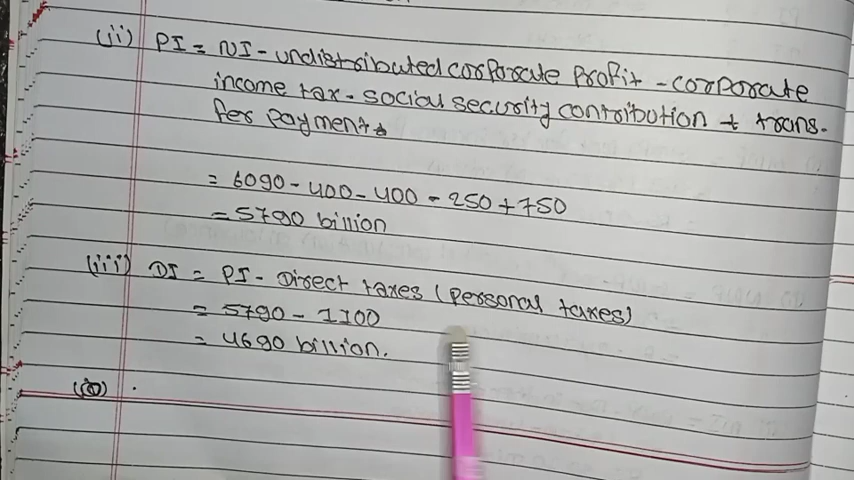 (ii) PI = NI - undistributed corporate profit - corporate
income tax - social security contribution + trans-
fer payment.
= 6090 - 400 - 400 - 250 + 750
= 5790 billion
(iii) DI = PI - Direct taxes (personal taxes)
= 5790 - 1100
= 4690 billion.